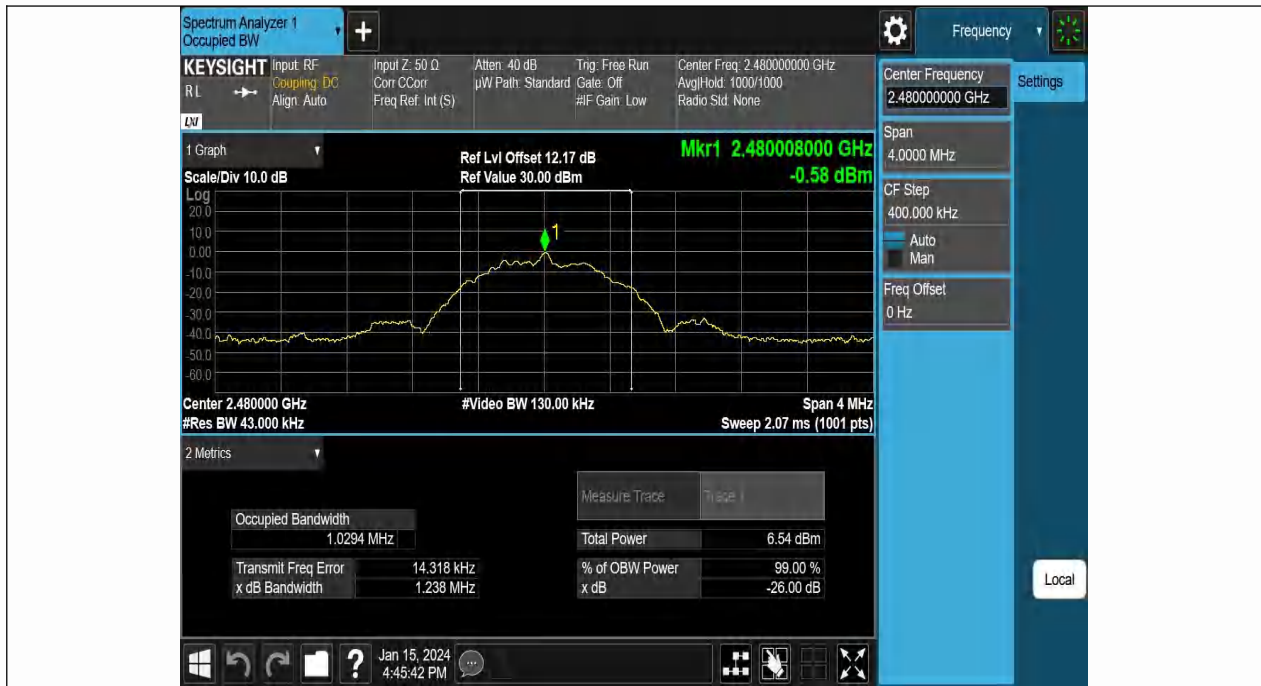 Spectrum Analyzer 1
Occupied BW
+
Frequency
KEYSIGHT
RL
LXI
Input: RF
Coupling: DC
Align: Auto
Input Z: 50 Ω
Corr CCorr
Freq Ref: Int (S)
Atten: 40 dB
µW Path: Standard
Trig: Free Run
Gate: Off
#IF Gain: Low
Center Freq: 2.480000000 GHz
Avg|Hold: 1000/1000
Radio Std: None
Center Frequency
2.480000000 GHz
Settings
Span
4.0000 MHz
CF Step
400.000 kHz
Auto
Man
Freq Offset
0 Hz
Local
1 Graph
Scale/Div 10.0 dB
Ref Lvl Offset 12.17 dB
Ref Value 30.00 dBm
Mkr1 2.480008000 GHz
-0.58 dBm
Log
20.0
10.0
0.00
-10.0
-20.0
-30.0
-40.0
-50.0
-60.0
1
Center 2.480000 GHz
#Res BW 43.000 kHz
#Video BW 130.00 kHz
Span 4 MHz
Sweep 2.07 ms (1001 pts)
2 Metrics
Measure Trace Trace 1
Occupied Bandwidth
1.0294 MHz
Total Power 6.54 dBm
Transmit Freq Error 14.318 kHz
% of OBW Power 99.00 %
x dB Bandwidth 1.238 MHz
x dB -26.00 dB
?
Jan 15, 2024
4:45:42 PM